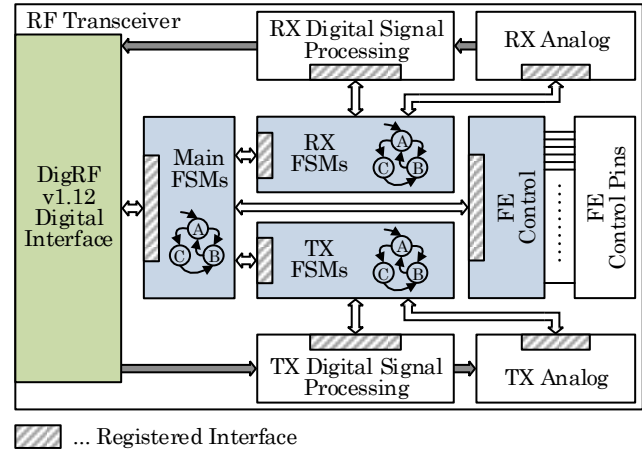 RF Transceiver
RX Digital Signal
Processing
RX Analog
DigRF
v1.12
Digital
Interface
Main
FSMs
A
C
B
RX
FSMs
A
C
B
TX
FSMs
A
C
B
FE
Control
FE
Control Pins
TX Digital Signal
Processing
TX Analog
... Registered Interface